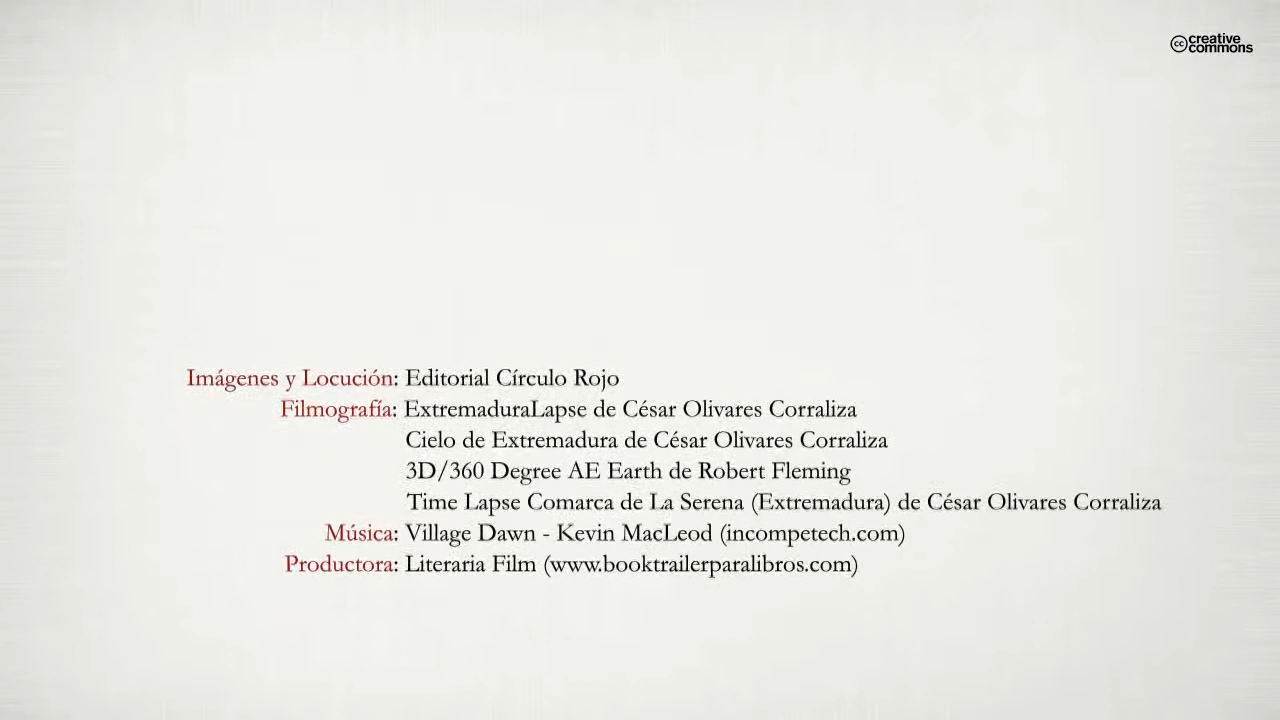 cc creative
commons
Imágenes y Locución: Editorial Círculo Rojo
Filmografía: ExtremaduraLapse de César Olivares Corraliza
Cielo de Extremadura de César Olivares Corraliza
3D/360 Degree AE Earth de Robert Fleming
Time Lapse Comarca de La Serena (Extremadura) de César Olivares Corraliza
Música: Village Dawn - Kevin MacLeod (incompetech.com)
Productora: Literaria Film (www.booktrailerparalibros.com)